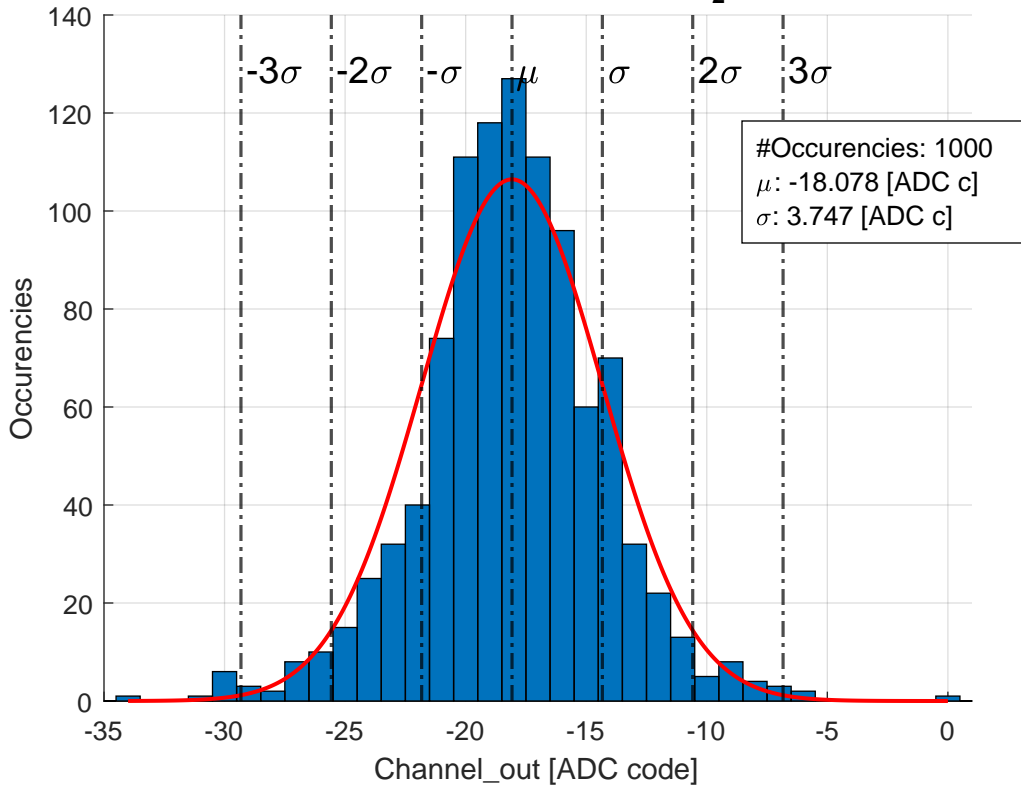 140
120
100
80
60
40
20
0
Occurencies
-3σ
-2σ
-σ
μ
σ
2σ
3σ
#Occurencies: 1000
μ: -18.078 [ADC c]
σ: 3.747 [ADC c]
-35
-30
-25
-20
-15
-10
-5
0
Channel_out [ADC code]